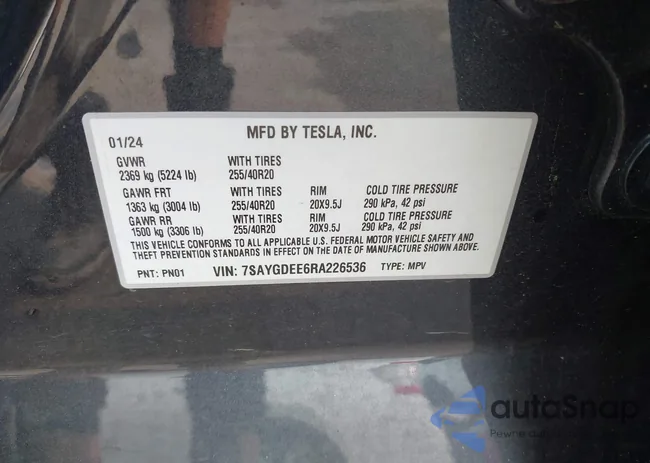 01/24 MFD BY TESLA, INC.
GVWR WITH TIRES
2369 kg (5224 lb) 255/40R20
GAWR FRT WITH TIRES RIM COLD TIRE PRESSURE
1363 kg (3004 lb) 255/40R20 20X9.5J 290 kPa, 42 psi
GAWR RR WITH TIRES RIM COLD TIRE PRESSURE
1500 kg (3306 lb) 255/40R20 20X9.5J 290 kPa, 42 psi
THIS VEHICLE CONFORMS TO ALL APPLICABLE U.S. FEDERAL MOTOR VEHICLE SAFETY AND
THEFT PREVENTION STANDARDS IN EFFECT ON THE DATE OF MANUFACTURE SHOWN ABOVE.
PNT: PN01 VIN: 7SAYGDEE6RA226536 TYPE: MPV
autoSnap
Pewne auto